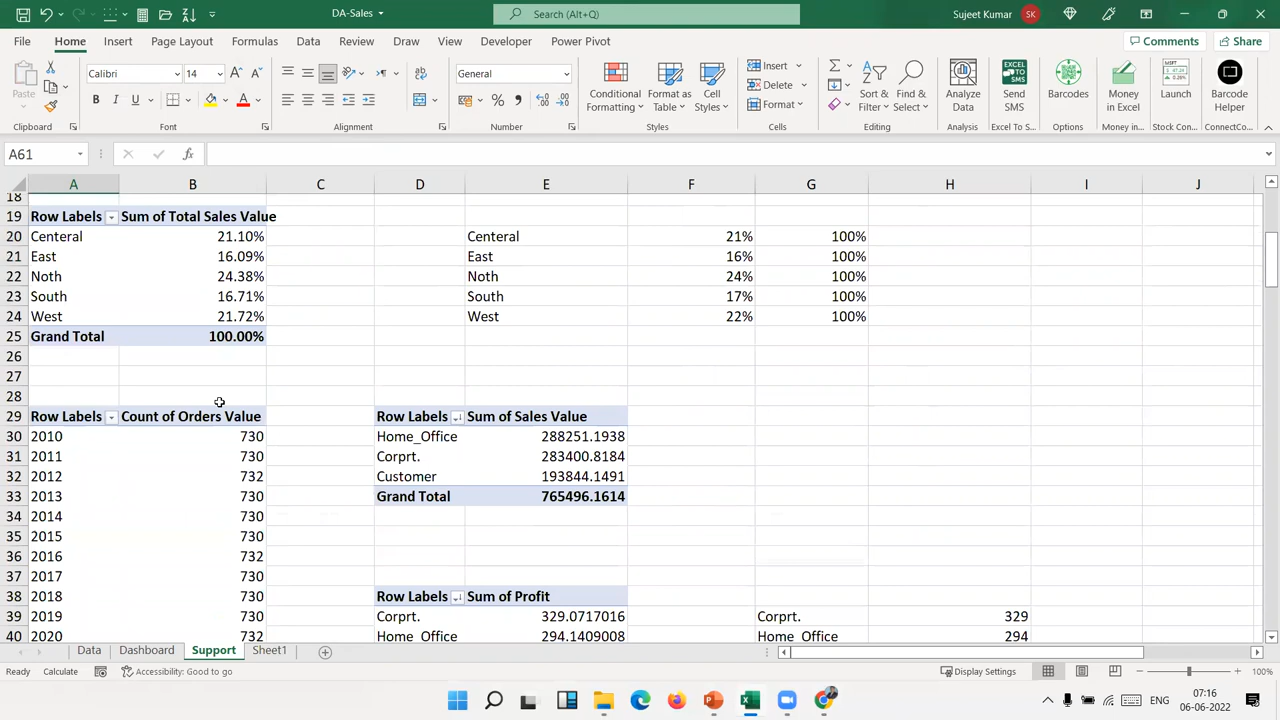 DA-Sales
Search (Alt+Q)
Sujeet Kumar SK
File Home Insert Page Layout Formulas Data Review View Draw Developer Power Pivot
Comments Share
Paste
Calibri 14
General
Conditional Formatting
Format as Table
Cell Styles
Insert
Delete
Format
Sort & Filter
Find & Select
Analyze Data
Send SMS
Barcodes
Money in Excel
Launch
Barcode Helper
Clipboard Font Alignment Number Styles Cells Editing Analysis Excel To S... Options Money in... Stock Con... ConnectCo...
A61 fx
A B C D E F G H I J
18
19 Row Labels Sum of Total Sales Value
20 Centeral 21.10% Centeral 21% 100%
21 East 16.09% East 16% 100%
22 Noth 24.38% Noth 24% 100%
23 South 16.71% South 17% 100%
24 West 21.72% West 22% 100%
25 Grand Total 100.00%
26
27
28
29 Row Labels Count of Orders Value Row Labels Sum of Sales Value
30 2010 730 Home_Office 288251.1938
31 2011 730 Corprt. 283400.8184
32 2012 732 Customer 193844.1491
33 2013 730 Grand Total 765496.1614
34 2014 730
35 2015 730
36 2016 732
37 2017 730
38 2018 730 Row Labels Sum of Profit
39 2019 730 Corprt. 329.0717016 Corprt. 329
40 2020 732 Home_Office 294.1409008 Home_Office 294
Data Dashboard Support Sheet1
Ready Calculate Accessibility: Good to go Display Settings 100%
ENG 07:16
06-06-2022